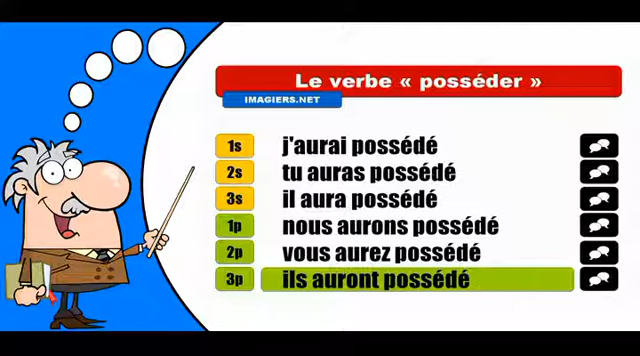 Le verbe « posséder »
IMAGIERS.NET
1s j'aurai possédé
2s tu auras possédé
3s il aura possédé
1p nous aurons possédé
2p vous aurez possédé
3p ils auront possédé